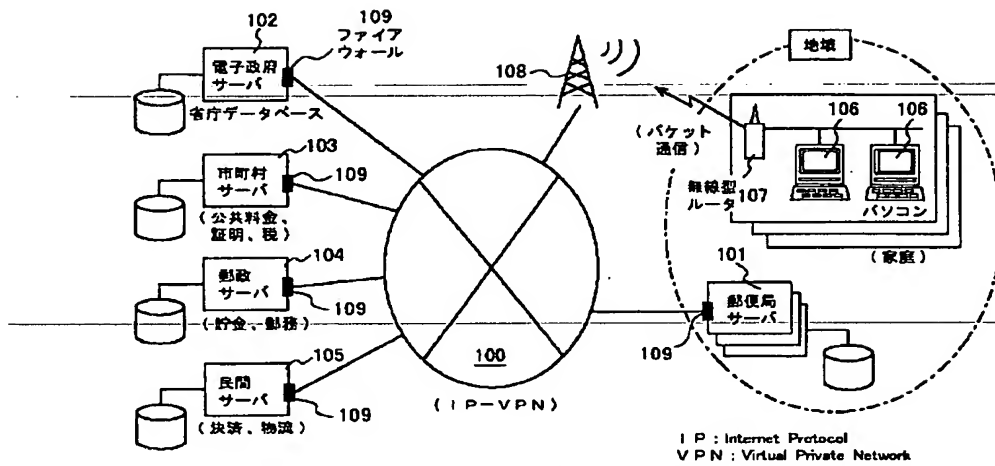 102
109
ファイア
ウォール
電子政府
サーバ
省庁データベース
103
市町村
サーバ
109
(公共料金、
証明、税)
104
郵政
サーバ
109
(貯金、郵務)
105
民間
サーバ
109
(決済、物流)
100
(IP-VPN)
108
地域
(パケット
通信)
106
106
無線型
ルータ
107
パソコン
(家庭)
101
郵便局
サーバ
109
IP : Internet Protocol
VPN : Virtual Private Network